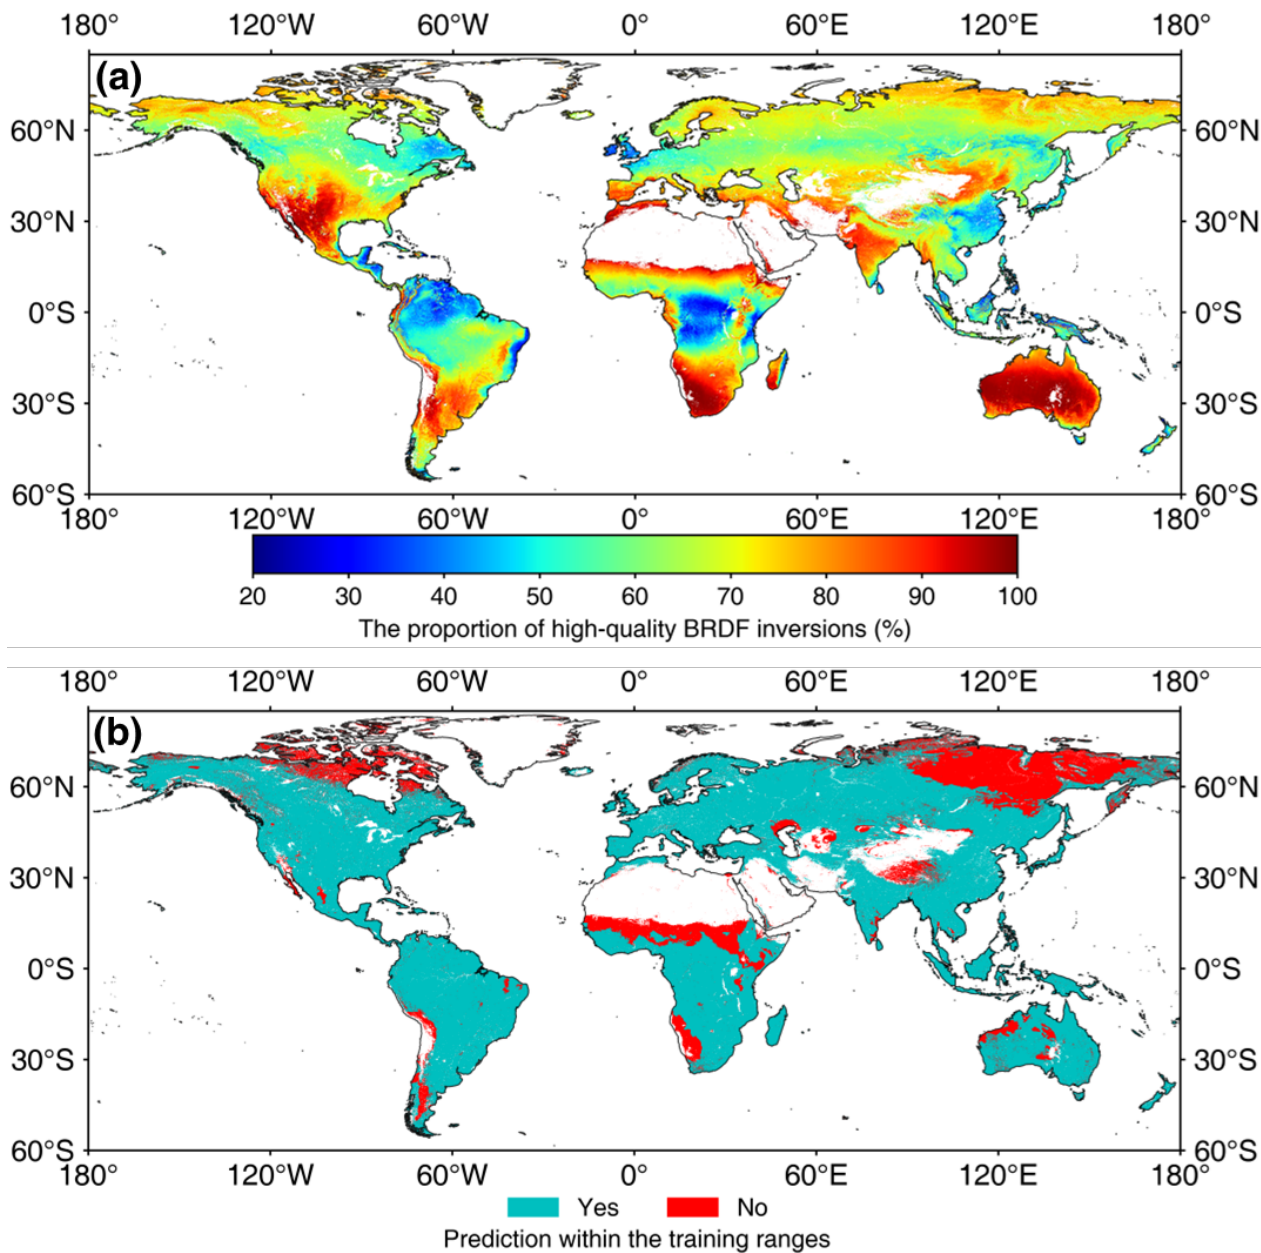 180° 120°W 60°W 0° 60°E 120°E 180°
(a)
60°N 60°N
30°N 30°N
0°S 0°S
30°S 30°S
60°S 60°S
180° 120°W 60°W 0° 60°E 120°E 180°
20 30 40 50 60 70 80 90 100
The proportion of high-quality BRDF inversions (%)
180° 120°W 60°W 0° 60°E 120°E 180°
(b)
60°N 60°N
30°N 30°N
0°S 0°S
30°S 30°S
60°S 60°S
180° 120°W 60°W 0° 60°E 120°E 180°
Yes No
Prediction within the training ranges